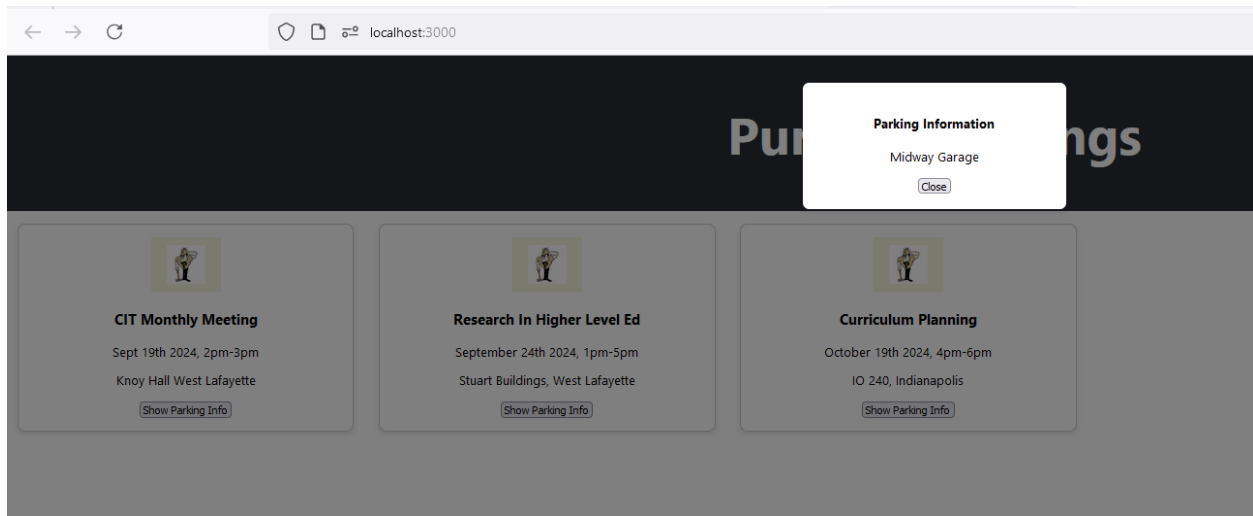 localhost:3000
Parking Information
Midway Garage
Close
CIT Monthly Meeting
Sept 19th 2024, 2pm-3pm
Knoy Hall West Lafayette
Show Parking Info
Research In Higher Level Ed
September 24th 2024, 1pm-5pm
Stuart Buildings, West Lafayette
Show Parking Info
Curriculum Planning
October 19th 2024, 4pm-6pm
IO 240, Indianapolis
Show Parking Info